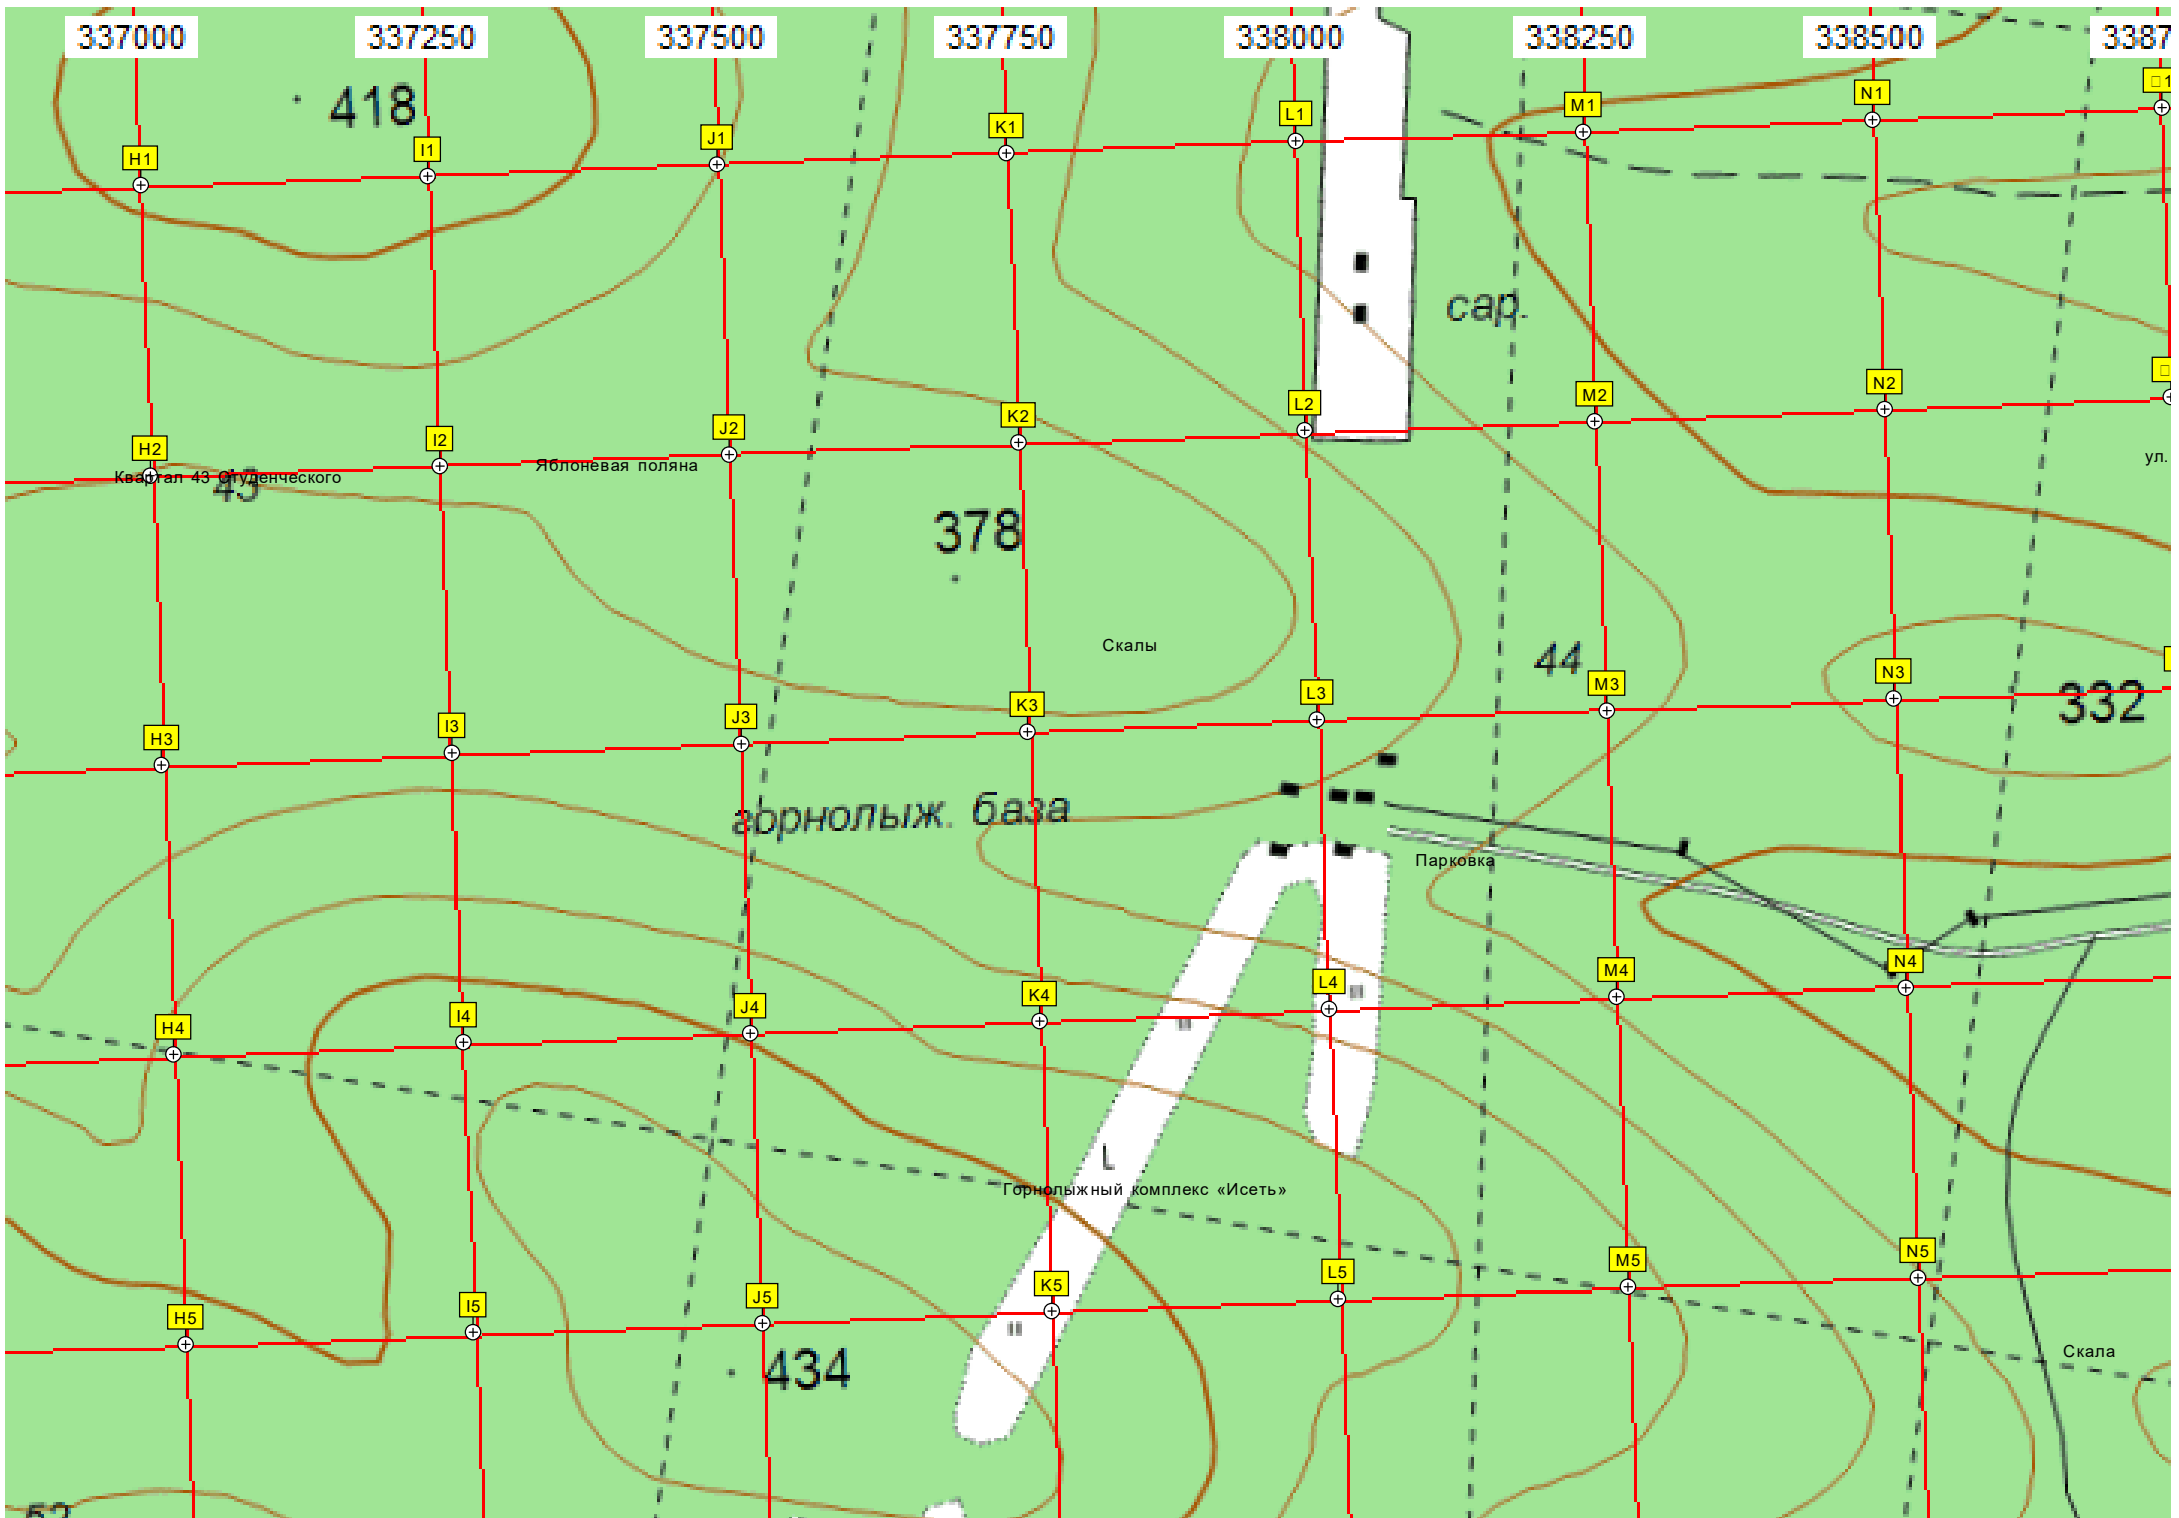 337000 337250 337500 337750 338000 338250 338500 3387
418
H1 I1 J1 K1 L1 M1 N1
сар.
H2 I2 J2 K2 L2 M2 N2
Яблоневая поляна
ул.
Квартал 43 Студенческого
43
378
Скалы
44
332
H3 I3 J3 K3 L3 M3 N3
горнолыж. база
Парковка
H4 I4 J4 K4 L4 M4 N4
Горнолыжный комплекс «Исеть»
H5 I5 J5 K5 L5 M5 N5
Скала
434